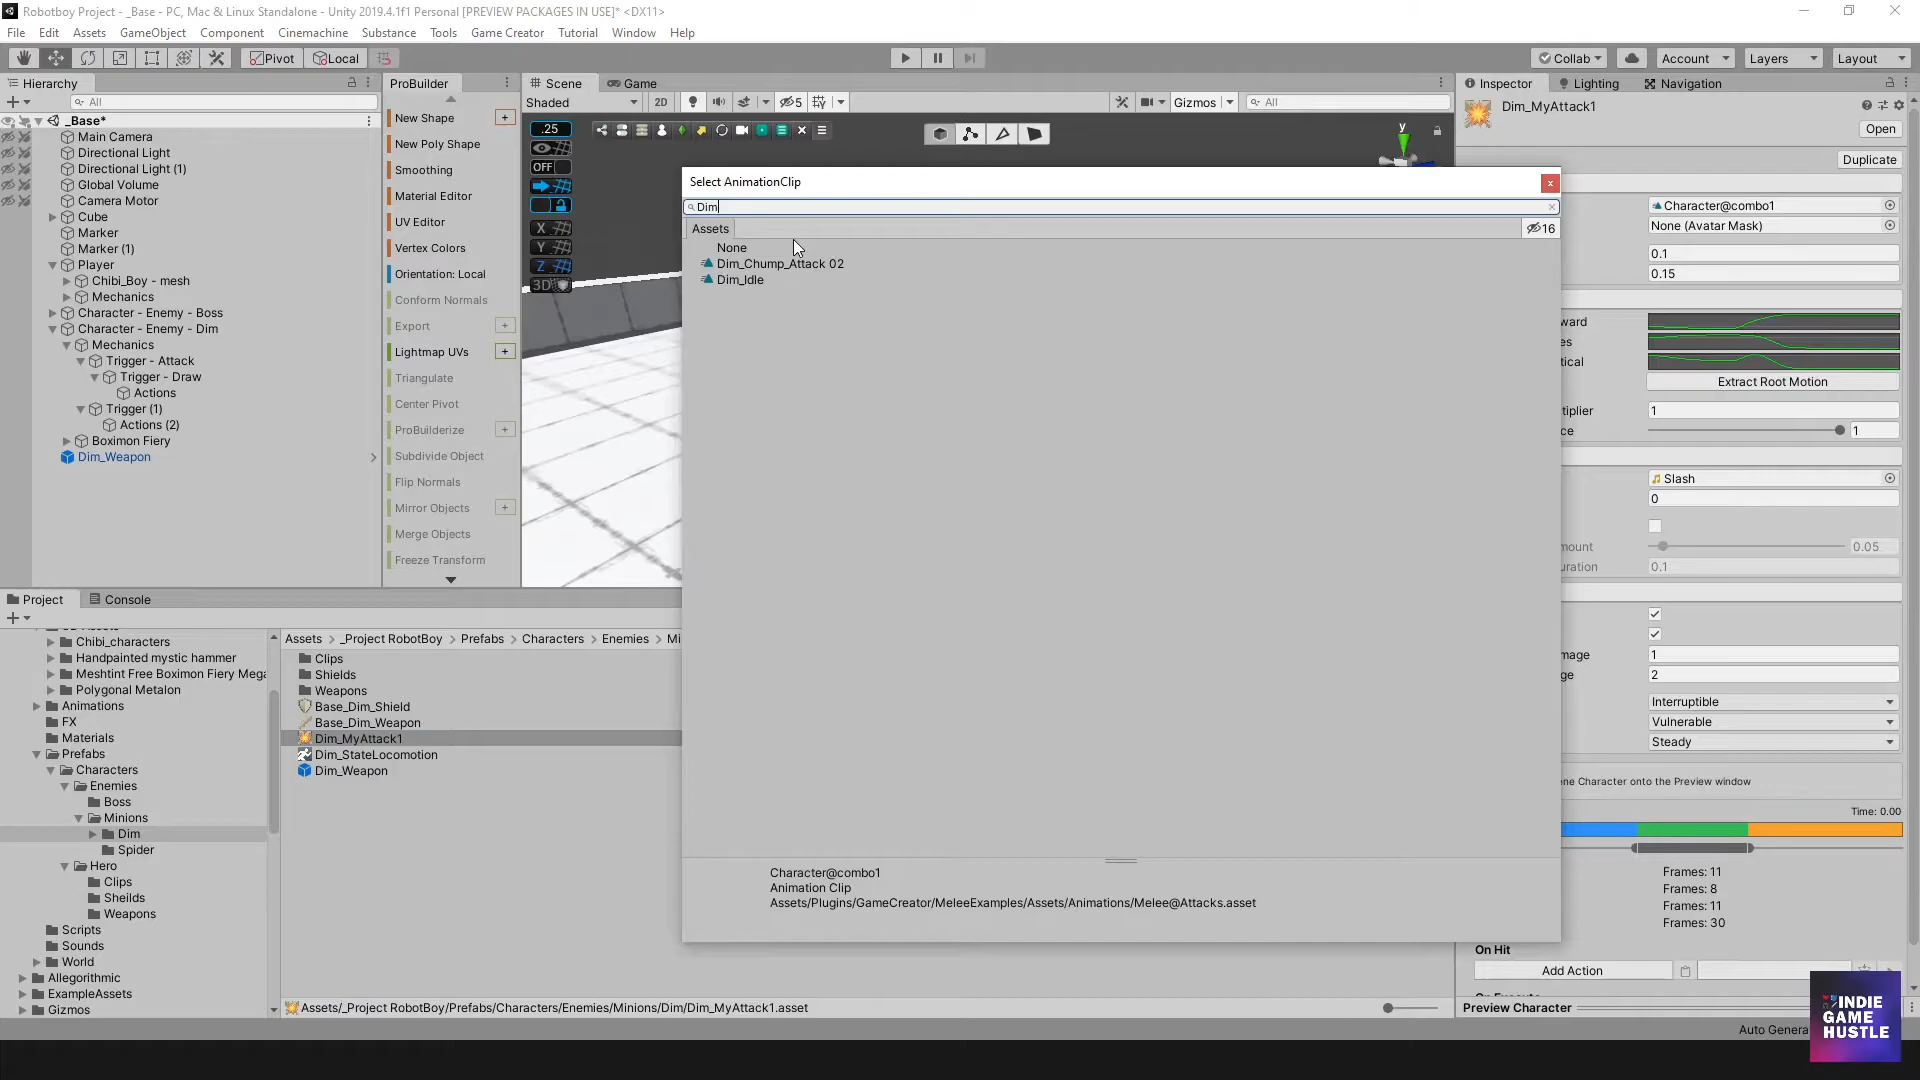 Robotboy Project - _Base - PC, Mac & Linux Standalone - Unity 2019.4.1f1 Personal [PREVIEW PACKAGES IN USE]* <DX11>
File Edit Assets GameObject Component Cinemachine Substance Tools Game Creator Tutorial Window Help
Pivot Local Collab Account Layers Layout
Hierarchy ProBuilder Scene Game Inspector Lighting Navigation
All Shaded 2D 5 Gizmos All Dim_MyAttack1
Open
Duplicate
_Base*
Main Camera
Directional Light
Directional Light (1)
Global Volume
Camera Motor
Cube
Marker
Marker (1)
Player
Chibi_Boy - mesh
Mechanics
Character - Enemy - Boss
Character - Enemy - Dim
Mechanics
Trigger - Attack
Trigger - Draw
Actions
Trigger (1)
Actions (2)
Boximon Fiery
Dim_Weapon
New Shape +
New Poly Shape
Smoothing
Material Editor
UV Editor
Vertex Colors
Orientation: Local
Conform Normals
Export +
Lightmap UVs +
Triangulate
Center Pivot
ProBuilderize +
Subdivide Object
Flip Normals
Mirror Objects +
Merge Objects
Freeze Transform
.25
OFF
X
Y
Z
3D
y
Select AnimationClip x
Dim
Assets 16
None
Dim_Chump_Attack 02
Dim_Idle
Character@combo1
Animation Clip
Assets/Plugins/GameCreator/MeleeExamples/Assets/Animations/Melee@Attacks.asset
Character@combo1
None (Avatar Mask)
0.1
0.15
ward
es
tical
Extract Root Motion
tiplier 1
ce 1
Slash
0
mount 0.05
uration 0.1
mage 1
ge 2
Interruptible
Vulnerable
Steady
ene Character onto the Preview window
Time: 0.00
Frames: 11
Frames: 8
Frames: 11
Frames: 30
On Hit
Add Action
Preview Character
Auto Genera
Project Console
Chibi_characters
Handpainted mystic hammer
Meshtint Free Boximon Fiery Mega
Polygonal Metalon
Animations
FX
Materials
Prefabs
Characters
Enemies
Boss
Minions
Dim
Spider
Hero
Clips
Sheilds
Weapons
Scripts
Sounds
World
Allegorithmic
ExampleAssets
Gizmos
Assets > _Project RobotBoy > Prefabs > Characters > Enemies > Mi
Clips
Shields
Weapons
Base_Dim_Shield
Base_Dim_Weapon
Dim_MyAttack1
Dim_StateLocomotion
Dim_Weapon
Assets/_Project RobotBoy/Prefabs/Characters/Enemies/Minions/Dim/Dim_MyAttack1.asset
INDIE
GAME
HUSTLE